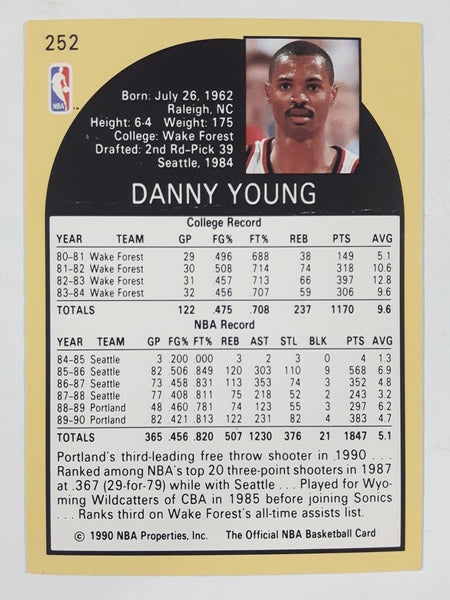 252
NBA
Born: July 26, 1962
Raleigh, NC
Height: 6-4 Weight: 175
College: Wake Forest
Drafted: 2nd Rd-Pick 39
Seattle, 1984
DANNY YOUNG
College Record
YEAR TEAM GP FG% FT% REB PTS AVG
80-81 Wake Forest 29 .496 .688 38 149 5.1
81-82 Wake Forest 30 .508 .714 74 318 10.6
82-83 Wake Forest 31 .457 .713 66 397 12.8
83-84 Wake Forest 32 .456 .707 59 306 9.6
TOTALS 122 .475 .708 237 1170 9.6
NBA Record
YEAR TEAM GP FG% FT% REB AST STL BLK PTS AVG
84-85 Seattle 3 .200 .000 3 2 3 0 4 1.3
85-86 Seattle 82 .506 .849 120 303 110 9 568 6.9
86-87 Seattle 73 .458 .831 113 353 74 3 352 4.8
87-88 Seattle 77 .408 .811 75 218 52 2 243 3.2
88-89 Portland 48 .460 .781 74 123 55 3 297 6.2
89-90 Portland 82 .421 .813 122 231 82 4 383 4.7
TOTALS 365 .456 .820 507 1230 376 21 1847 5.1
Portland's third-leading free throw shooter in .1990 . . .
Ranked among NBA's top 20 three-point shooters in 1987
at .367 (29-for-79) while with Seattle . . . Played for Wyo-
ming Wildcatters of CBA in 1985 before joining Sonics
. . . Ranks third on Wake Forest's all-time assists list.
© 1990 NBA Properties, Inc. The Official NBA Basketball Card